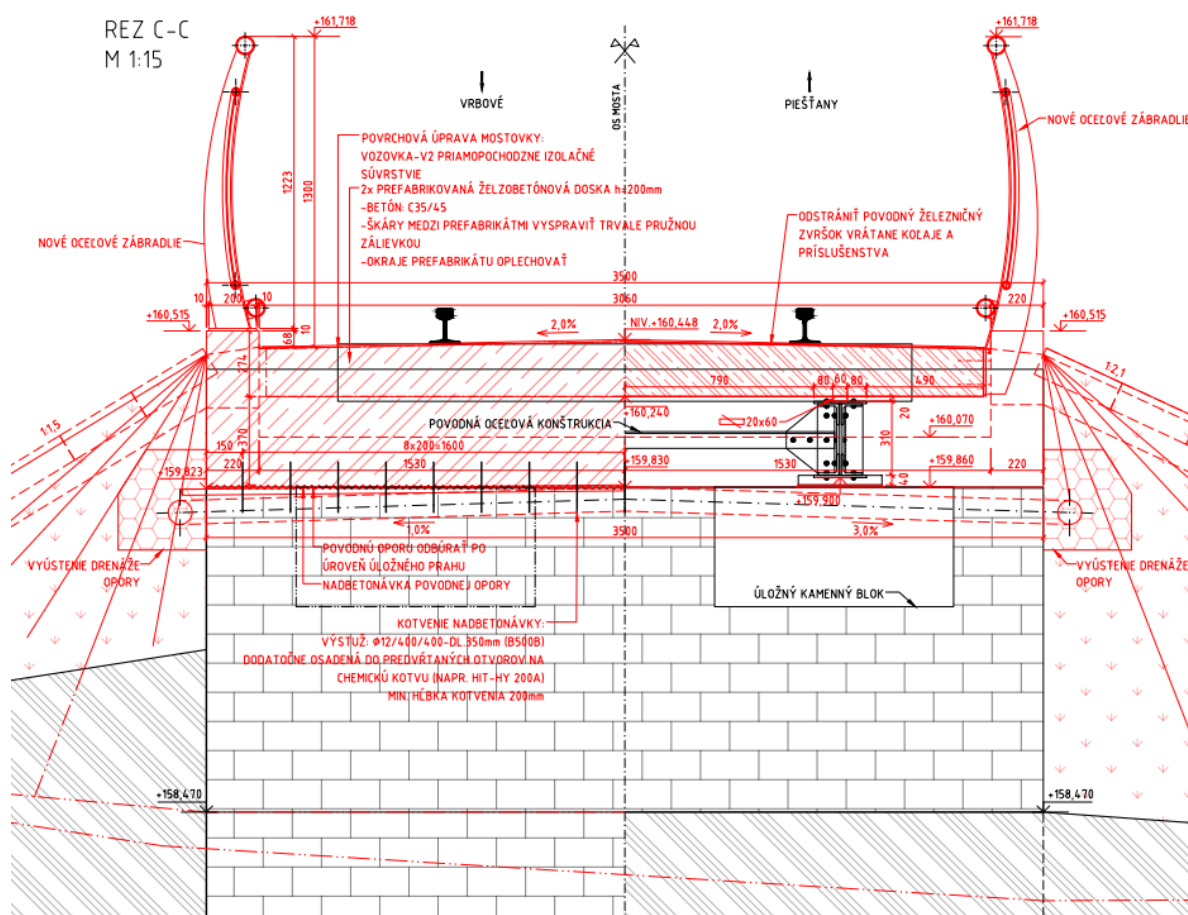 REZ C-C
M 1:15
+161,718
+161,718
OS MOSTA
VRBOVÉ
PIEŠŤANY
NOVÉ OCEĽOVÉ ZÁBRADLIE
POVRCHOVÁ ÚPRAVA MOSTOVKY:
VOZOVKA-V2 PRIAMOPOCHODZNE IZOLAČNÉ
SÚVRSTVIE
2x PREFABRIKOVANÁ ŽELZOBETÓNOVÁ DOSKA h=200mm
-BETÓN: C35/45
-ŠKÁRY MEDZI PREFABRIKÁTMI VYSPRAVIŤ TRVALE PRUŽNOU
ZÁLIEVKOU
-OKRAJE PREFABRIKÁTU OPLECHOVAŤ
1223
1300
ODSTRÁNIŤ POVODNÝ ŽELEZNIČNÝ
ZVRŠOK VRÁTANE KOĽAJE A
PRÍSLUŠENSTVA
NOVÉ OCEĽOVÉ ZÁBRADLIE
3500
10 200 10
3060
220
+160,515
2,0%
NIV.+160,448
2,0%
+160,515
68
10
274
790
80 60 80
490
1:1,5
1:2,1
+160,240
20x60
20
POVODNÁ OCEĽOVÁ KONŠTRUKCIA
+160,070
310
370
150
8x200=1600
220
1530
+159,823
+159,830
1530
+159,860
40
220
+159,900
1,0%
3500
3,0%
VYÚSTENIE DRENÁŽE
OPORY
POVODNÚ OPORU ODBÚRAŤ PO
ÚROVEŇ ÚLOŽNÉHO PRAHU
NADBETONÁVKA POVODNEJ OPORY
VYÚSTENIE DRENÁŽE
OPORY
ÚLOŽNÝ KAMENNÝ BLOK
KOTVENIE NADBETONÁVKY:
VÝSTUŽ: Φ12/400/400-DL.350mm (B500B)
DODATOČNE OSADENÁ DO PREDVŔTANÝCH OTVOROV NA
CHEMICKÚ KOTVU (NAPR. HIT-HY 200A)
MIN. HĹBKA KOTVENIA 200mm
+158,470
+158,470